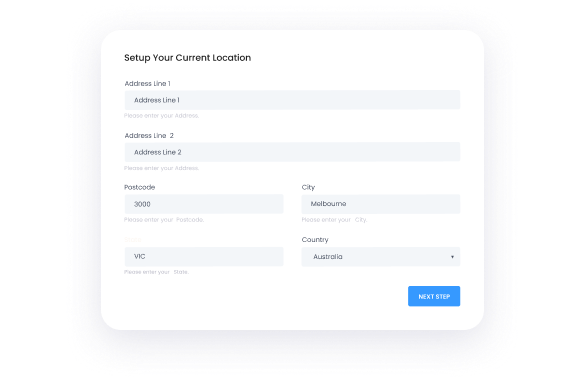 Setup Your Current Location
Address Line 1
Address Line 1
Please enter your Address.
Address Line 2
Address Line 2
Please enter your Address.
Postcode City
3000 Melbourne
Please enter your Postcode. Please enter your City.
Country
VIC Australia
Please enter your State.
NEXT STEP